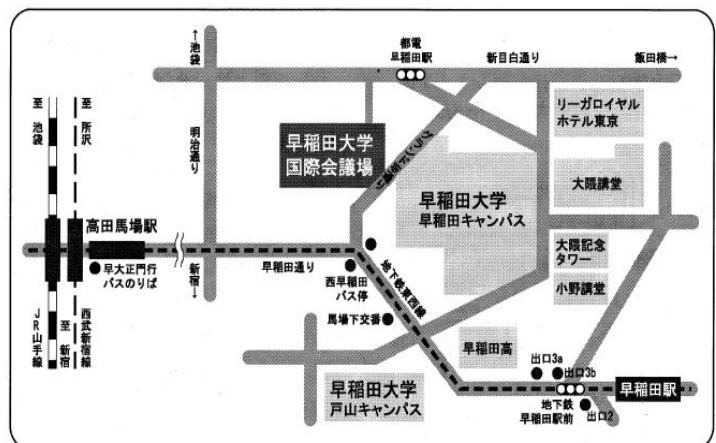 ←池袋
都電
早稲田駅
新目白通り
飯田橋→
至 池袋
至 所沢
明治通り
早稲田大学
国際会議場
グランド坂通り
リーガロイヤル
ホテル東京
早稲田大学
早稲田キャンパス
大隈講堂
高田馬場駅
早大正門行
バスのりば
新宿→
早稲田通り
西早稲田
バス停
地下鉄東西線
大隈記念
タワー
小野講堂
馬場下交番
JR山手線
至 新宿
西武新宿線
早稲田高
出口3a
出口3b
早稲田大学
戸山キャンパス
早稲田駅
地下鉄
早稲田駅前
出口2